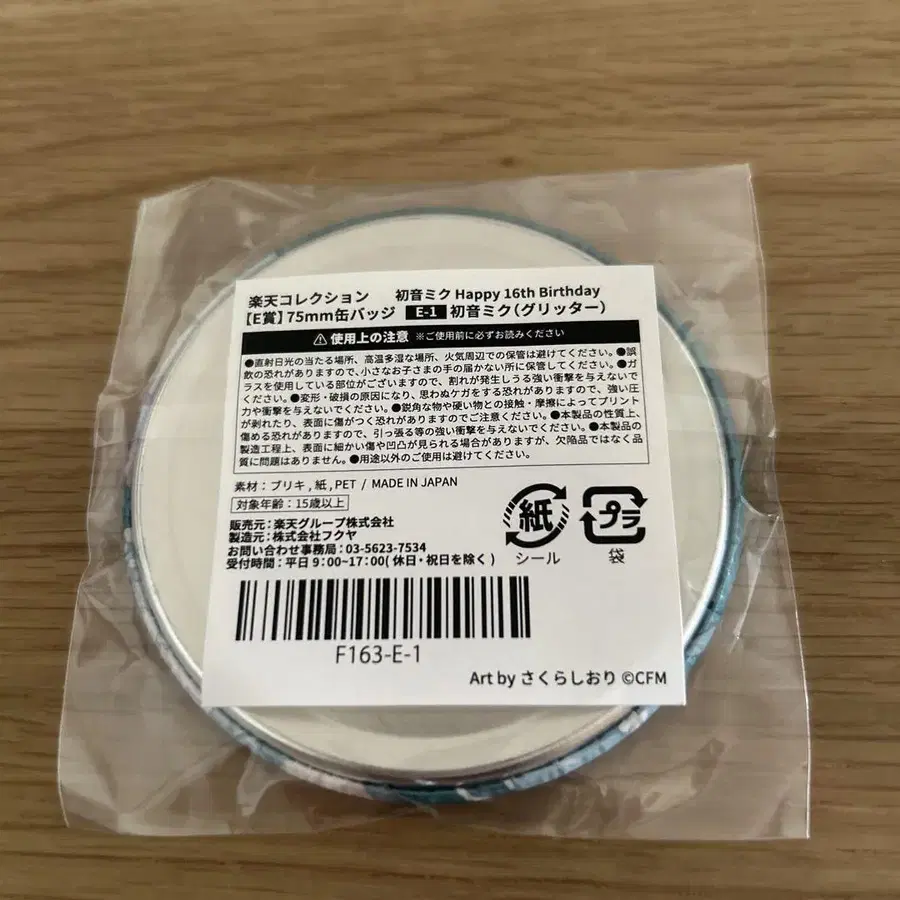 楽天コレクション 初音ミク Happy 16th Birthday
【E賞】75mm缶バッジ E-1 初音ミク(グリッター)
⚠使用上の注意 ※ご使用前に必ずお読みください
●直射日光の当たる場所、高温多湿な場所、火気周辺での保管は避けてください。●誤
飲の恐れがありますので、小さなお子さまの手の届かない所に保管してください。●ガ
ラスを使用している部位がございますので、割れが発生しうる強い衝撃を与えないで
ください。●変形・破損の原因になり、思わぬケガをする恐れがありますので、強い圧
力や衝撃を与えないでください。●鋭角な物や硬い物との接触・摩擦によってプリント
が剥れたり、表面に傷がつく恐れがありますのでご注意ください。●本製品の性質上、
傷める恐れがありますので、引っ張る等の強い衝撃を与えないでください。●本製品の
製造工程上、表面に細かい傷や凹凸が見られる場合がありますが、欠陥品ではなく品
質に問題はありません。●用途以外のご使用は避けてください。
素材：ブリキ,紙,PET / MADE IN JAPAN
対象年齢：15歳以上
販売元：楽天グループ株式会社
製造元：株式会社フクヤ
お問い合わせ事務局：03-5623-7534
受付時間：平日 9:00~17:00(休日・祝日を除く)
紙 プラ
シール 袋
F163-E-1
Art by さくらしおり ©CFM